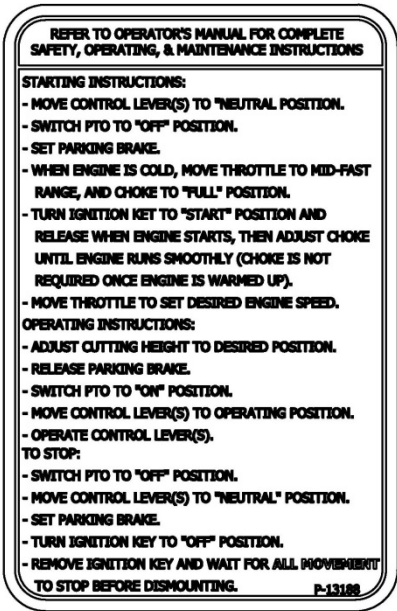 REFER TO OPERATOR'S MANUAL FOR COMPLETE
SAFETY, OPERATING, & MAINTENANCE INSTRUCTIONS
STARTING INSTRUCTIONS:
- MOVE CONTROL LEVER(S) TO "NEUTRAL POSITION.
- SWITCH PTO TO "OFF" POSITION.
- SET PARKING BRAKE.
- WHEN ENGINE IS COLD, MOVE THROTTLE TO MID-FAST
RANGE, AND CHOKE TO "FULL" POSITION.
- TURN IGNITION KET TO "START" POSITION AND
RELEASE WHEN ENGINE STARTS, THEN ADJUST CHOKE
UNTIL ENGINE RUNS SMOOTHLY (CHOKE IS NOT
REQUIRED ONCE ENGINE IS WARMED UP).
- MOVE THROTTLE TO SET DESIRED ENGINE SPEED.
OPERATING INSTRUCTIONS:
- ADJUST CUTTING HEIGHT TO DESIRED POSITION.
- RELEASE PARKING BRAKE.
- SWITCH PTO TO "ON" POSITION.
- MOVE CONTROL LEVER(S) TO OPERATING POSITION.
- OPERATE CONTROL LEVER(S).
TO STOP:
- SWITCH PTO TO "OFF" POSITION.
- MOVE CONTROL LEVER(S) TO "NEUTRAL" POSITION.
- SET PARKING BRAKE.
- TURN IGNITION KEY TO "OFF" POSITION.
- REMOVE IGNITION KEY AND WAIT FOR ALL MOVEMENT
TO STOP BEFORE DISMOUNTING. P-13188